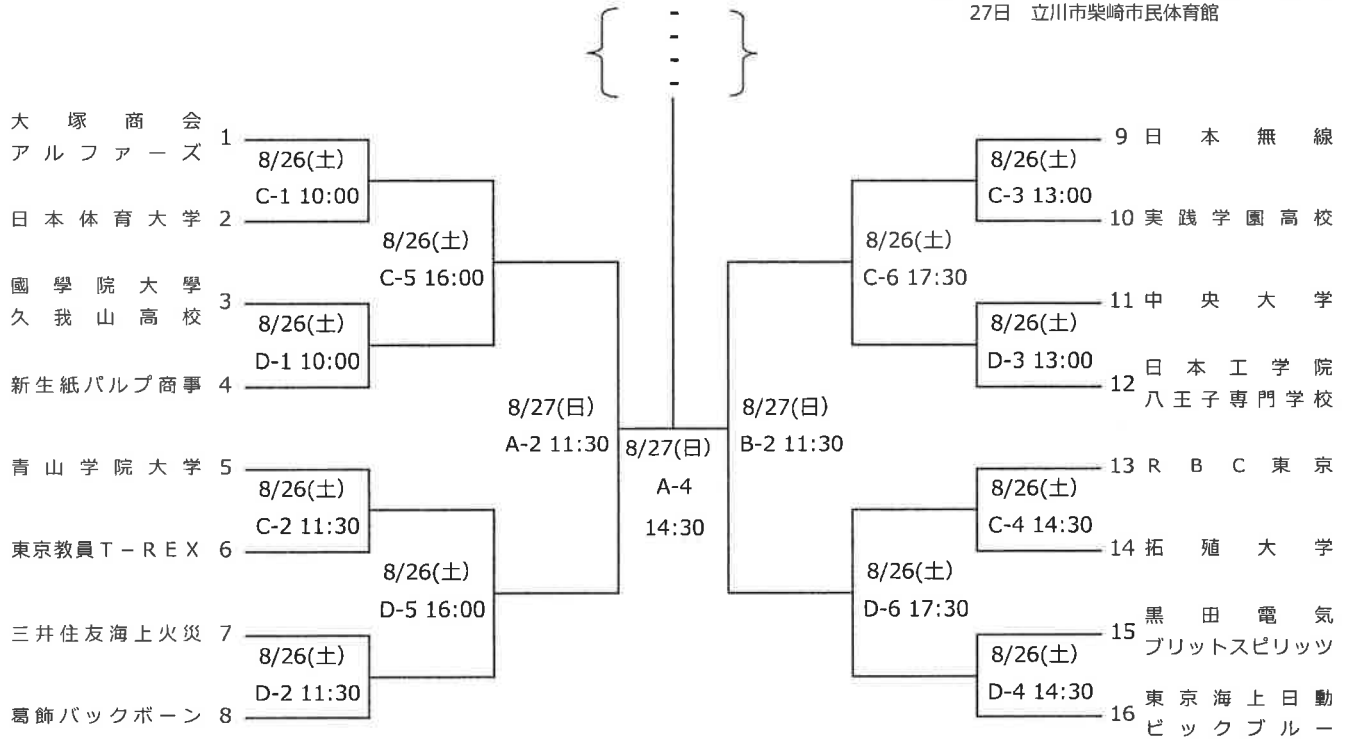 27日 立川市柴崎市民体育館
-
-
-
-
大塚商会
アルファーズ
1
8/26(土)
C-1 10:00
日本体育大学 2
8/26(土)
C-5 16:00
國學院大學
久我山高校
3
8/26(土)
D-1 10:00
新生紙パルプ商事 4
8/27(日)
A-2 11:30
青山学院大学 5
8/26(土)
C-2 11:30
東京教員T-REX 6
8/26(土)
D-5 16:00
三井住友海上火災 7
8/26(土)
D-2 11:30
葛飾バックボーン 8
8/27(日)
A-4
14:30
9 日本無線
8/26(土)
C-3 13:00
10 実践学園高校
8/26(土)
C-6 17:30
11 中央大学
8/26(土)
D-3 13:00
12
日本工学院
八王子専門学校
8/27(日)
B-2 11:30
13 RBC東京
8/26(土)
C-4 14:30
14 拓殖大学
8/26(土)
D-6 17:30
15
黒田電気
ブリットスピリッツ
8/26(土)
D-4 14:30
16
東京海上日動
ビックブルー